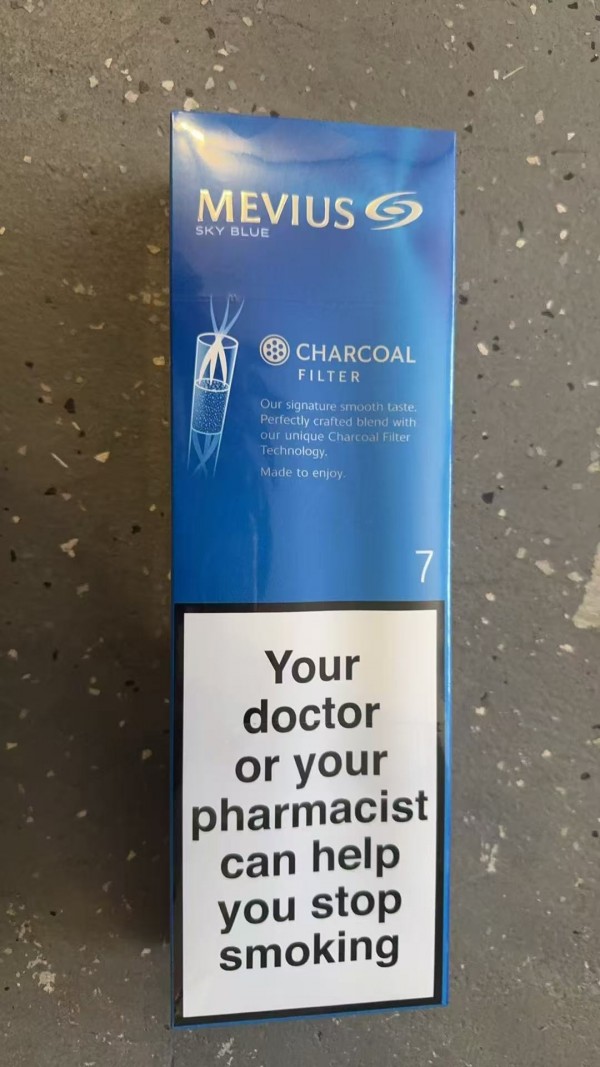 MEVIUS
SKY BLUE
CHARCOAL
FILTER
Our signature smooth taste.
Perfectly crafted blend with
our unique Charcoal Filter
Technology.
Made to enjoy.
7
Your
doctor
or your
pharmacist
can help
you stop
smoking